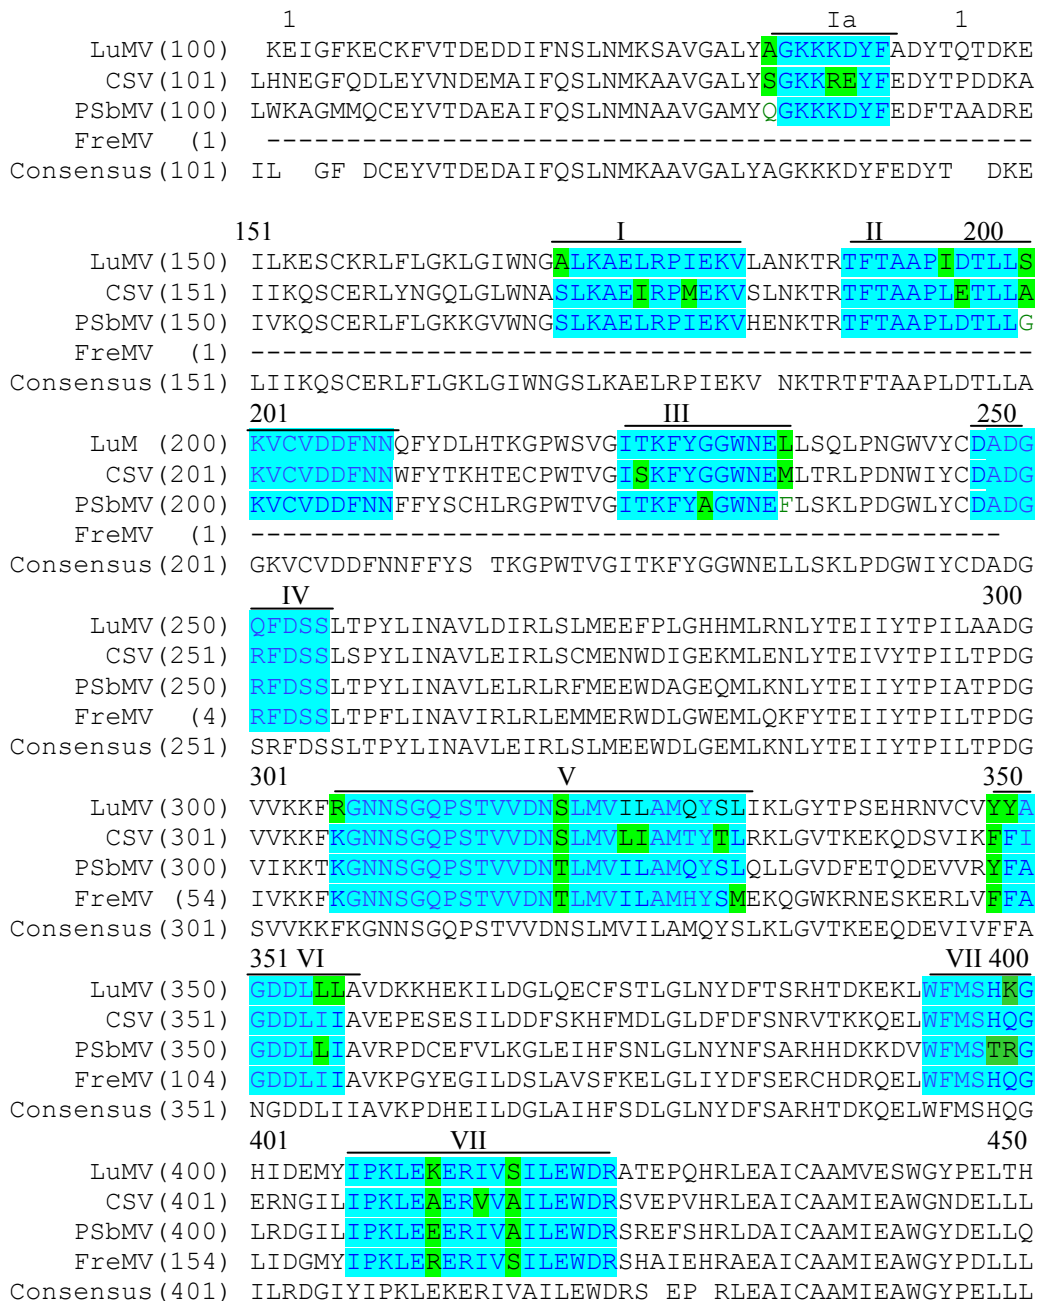 1 Ia 1
LuMV(100) KEIGFKECKFVTDEDDIFNSLNMKSAVGALYAGKKKDYFADYTQTDKE
CSV(101) LHNEGFQDLEYVNDEMAIFQSLNMKAAVGALYSGKKREYFEDYTPDDKA
PSbMV(100) LWKAGMMQCEYVTDAEAIFQSLNMNAAVGAMYQGKKKDYFEDFTAADRE
FreMV (1) ------------------------------------------------
Consensus(101) IL GF DCEYVTDEDAIFQSLNMKAAVGALYAGKKKDYFEDYT DKE
151 I II 200
LuMV(150) ILKESCKRLFLGKLGIWNGALKAELRPIEKVLANKTRTFTAAPIDTLLS
CSV(151) IIKQSCERLYNGQLGLWNASLKAEIRPMEKVSLNKTRTFTAAPLETLLA
PSbMV(150) IVKQSCERLFLGKKGVWNGSLKAELRPIEKVHENKTRTFTAAPLDTLLG
FreMV (1) -------------------------------------------------
Consensus(151) LIIKQSCERLFLGKLGIWNGSLKAELRPIEKV NKTRTFTAAPLDTLLA
201 III 250
LuM (200) KVCVDDFNNQFYDLHTKGPWSVGITKFYGGWNELLSQLPNGWVYCDADG
CSV(201) KVCVDDFNNWFYTKHTECPWTVGISKFYGGWNEMLTRLPDNWIYCDADG
PSbMV(200) KVCVDDFNNFFYSCHLRGPWTVGITKFYAGWNEFLSKLPDGWLYCDADG
FreMV (1) -----------------------------------------------
Consensus(201) GKVCVDDFNNFFYS TKGPWTVGITKFYGGWNELLSKLPDGWIYCDADG
IV 300
LuMV(250) QFDSSLTPYLINAVLDIRLSLMEEFPLGHHMLRNLYTEIIYTPILAADG
CSV(251) RFDSSLSPYLINAVLEIRLSCMENWDIGEKMLENLYTEIVYTPILTPDG
PSbMV(250) RFDSSLTPYLINAVLELRLRFMEEWDAGEQMLKNLYTEIIYTPIATPDG
FreMV (4) RFDSSLTPFLINAVIRLRLEMMERWDLGWEMLQKFYTEIIYTPILTPDG
Consensus(251) SRFDSSLTPYLINAVLEIRLSLMEEWDLGEMLKNLYTEIIYTPILTPDG
301 V 350
LuMV(300) VVKKFRGNNSGQPSTVVDNSLMVILAMQYSLIKLGYTPSEHRNVCVYYA
CSV(301) VVKKFKGNNSGQPSTVVDNSLMVLIAMTYTLRKLGVTKEKQDSVIKFFI
PSbMV(300) VIKKTKGNNSGQPSTVVDNTLMVILAMQYSLQLLGVDFETQDEVVRYFA
FreMV (54) IVKKFKGNNSGQPSTVVDNTLMVILAMHYSMEKQGWKRNESKERLVFFA
Consensus(301) SVVKKFKGNNSGQPSTVVDNSLMVILAMQYSLKLGVTKEEQDEVIVFFA
351 VI VII 400
LuMV(350) GDDLLLAVDKKHEKILDGLQECFSTLGLNYDFTSRHTDKEKLWFMSHKG
CSV(351) GDDLIIAVEPESESILDDFSKHFMDLGLDFDFSNRVTKKQELWFMSHQG
PSbMV(350) GDDLLIAVRPDCEFVLKGLEIHFSNLGLNYNFSARHHDKKDVWFMSTRG
FreMV (104) GDDLIIAVKPGYEGILDSLAVSFKELGLIYDFSERCHDRQELWFMSHQG
Consensus(351) NGDDLIIAVKPDHEILDGLAIHFSDLGLNYDFSARHTDKQELWFMSHQG
401 VII 450
LuMV(400) HIDEMYIPKLEKERIVSILEWDRATEPQHRLEAICAAMVESWGYPELTH
CSV(401) ERNGILIPKLEAERVVAILEWDRSVEPVHRLEAICAAMIEAWGNDELLL
PSbMV(400) LRDGILIPKLEEERIVAILEWDRSREFSHRLDAICAAMIEAWGYDELLQ
FreMV(154) LIDGMYIPKLERERIVSILEWDRSHAIEHRAEAICAAMIEAWGYPDLLL
Consensus(401) ILRDGIYIPKLEKERIVAILEWDRS EP RLEAICAAMIEAWGYPELLL